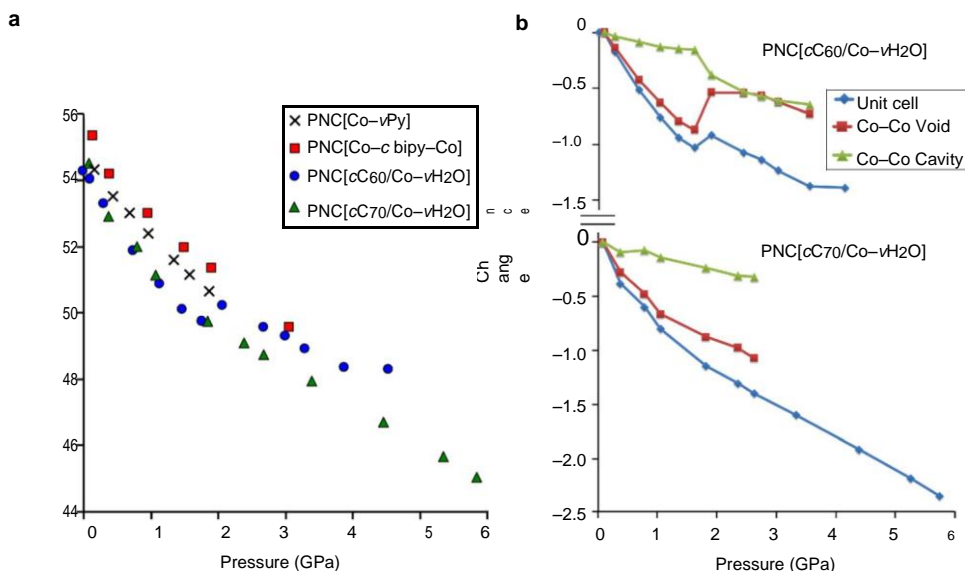 a
56
54
52
50
48
46
44
0
1
2
3
4
5
6
Pressure (GPa)
PNC[Co–vPy]
PNC[Co–c bipy–Co]
PNC[cC60/Co–vH2O]
PNC[cC70/Co–vH2O]
b
n c e
Ch
ang
e
0
–0.5
–1.0
–1.5
PNC[cC60/Co–vH2O]
Unit cell
Co–Co Void
Co–Co Cavity
0
–0.5
–1.0
–1.5
–2.0
–2.5
PNC[cC70/Co–vH2O]
0
1
2
3
4
5
6
Pressure (GPa)